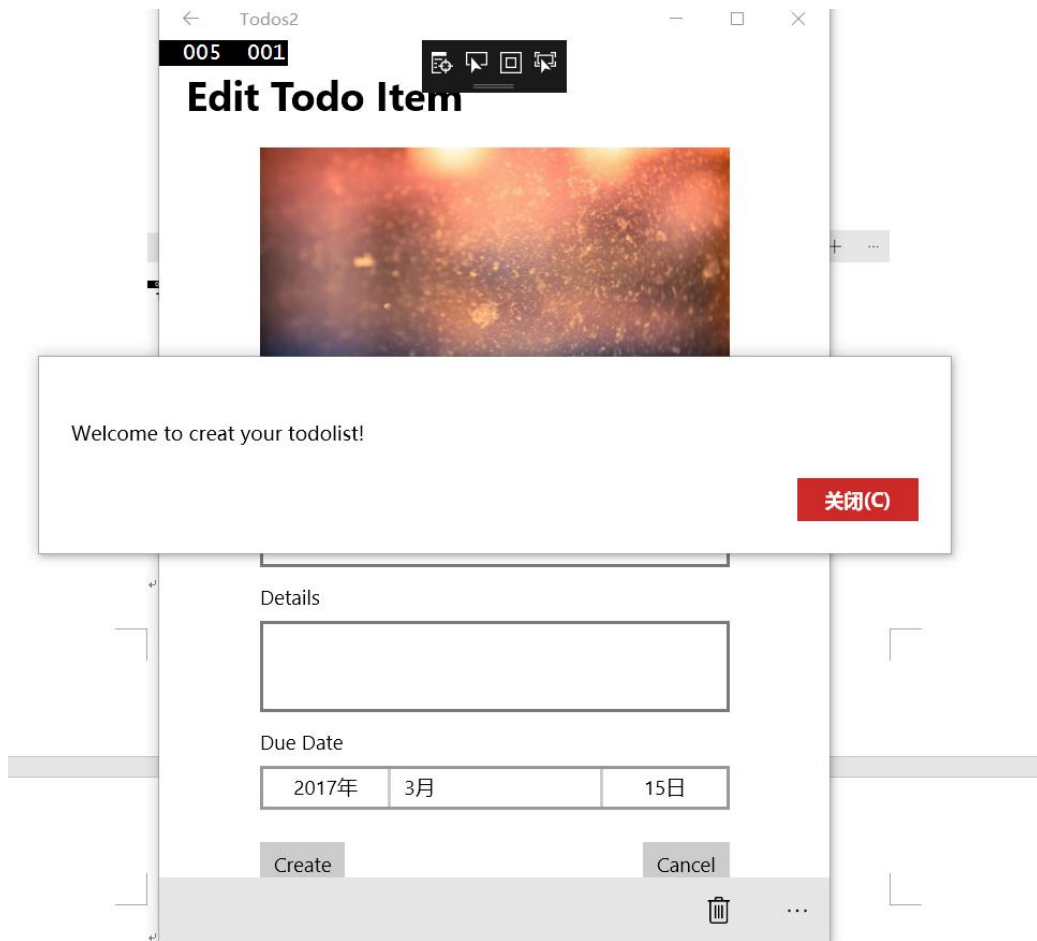 Todos2
005 001
Edit Todo Item
Welcome to creat your todolist!
关闭(C)
Details
Due Date
2017年 3月 15日
Create Cancel